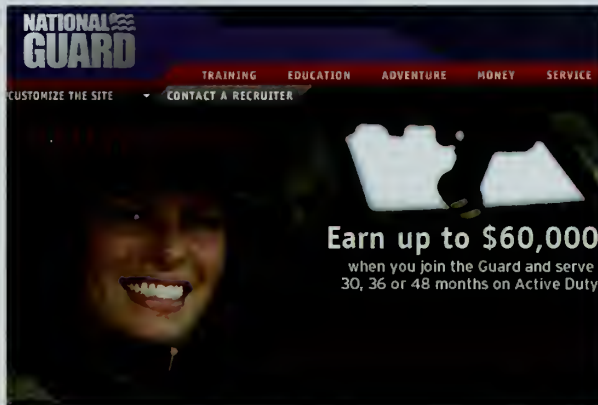 NATIONAL
GUARD
TRAINING EDUCATION ADVENTURE MONEY SERVICE
CUSTOMIZE THE SITE CONTACT A RECRUITER
Earn up to $60,000
when you join the Guard and serve
30, 36 or 48 months on Active Duty